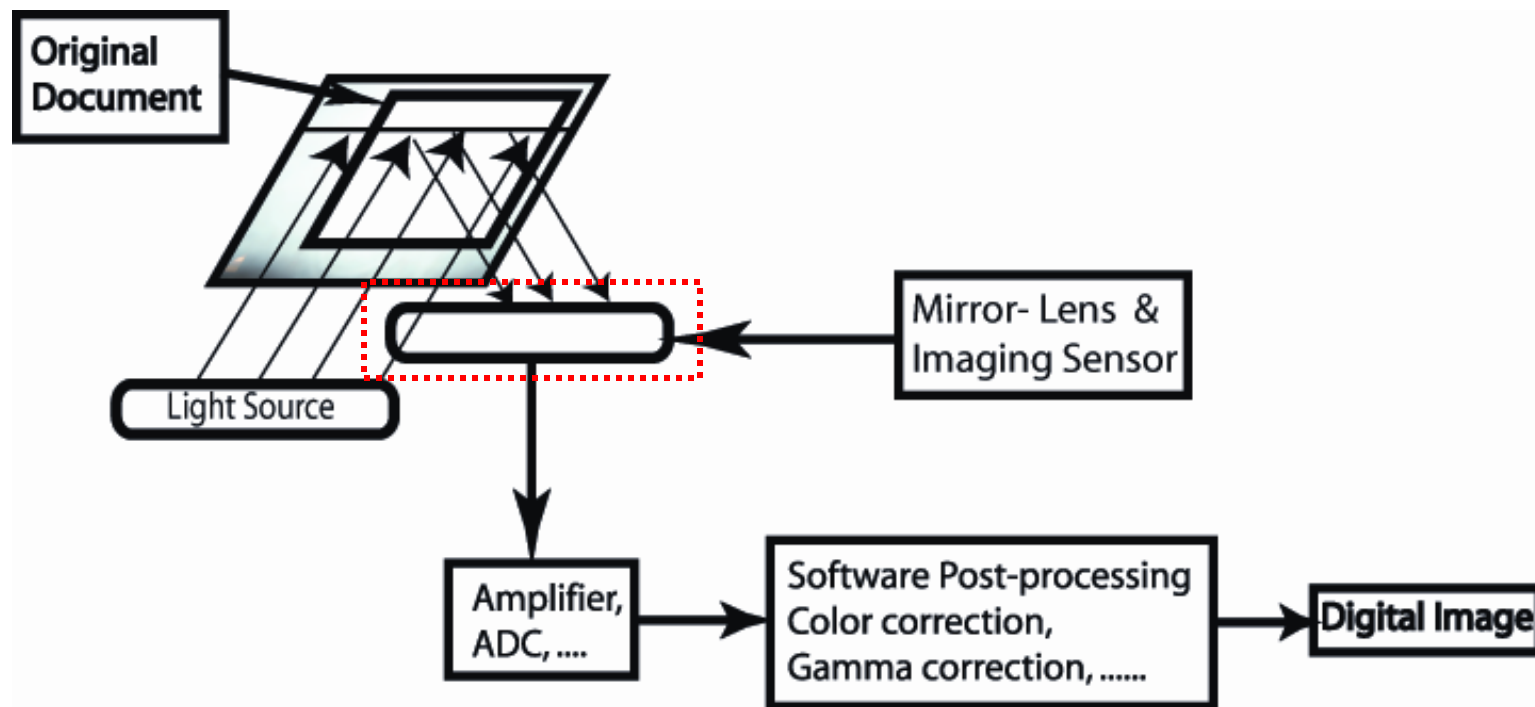 Original
Document
Mirror- Lens &
Imaging Sensor
Light Source
Amplifier,
ADC, ....
Software Post-processing
Color correction,
Gamma correction, ......
Digital Image